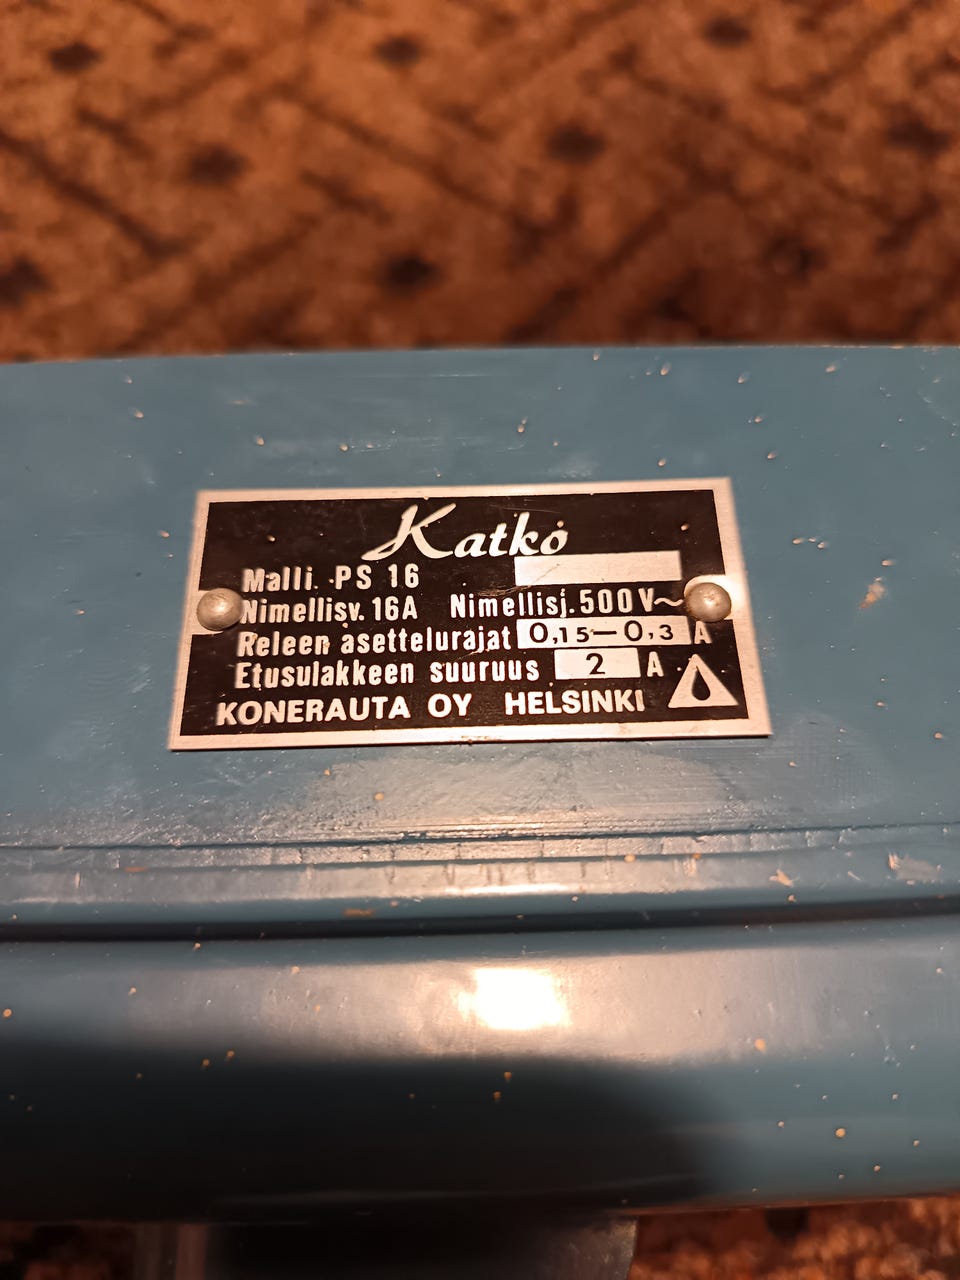 Katko
Malli. PS 16
Nimellisv. 16A Nimellisj. 500 V~
Releen asettelurajat 0,15-0,3 A
Etusulakkeen suuruus 2 A
KONERAUTA OY HELSINKI